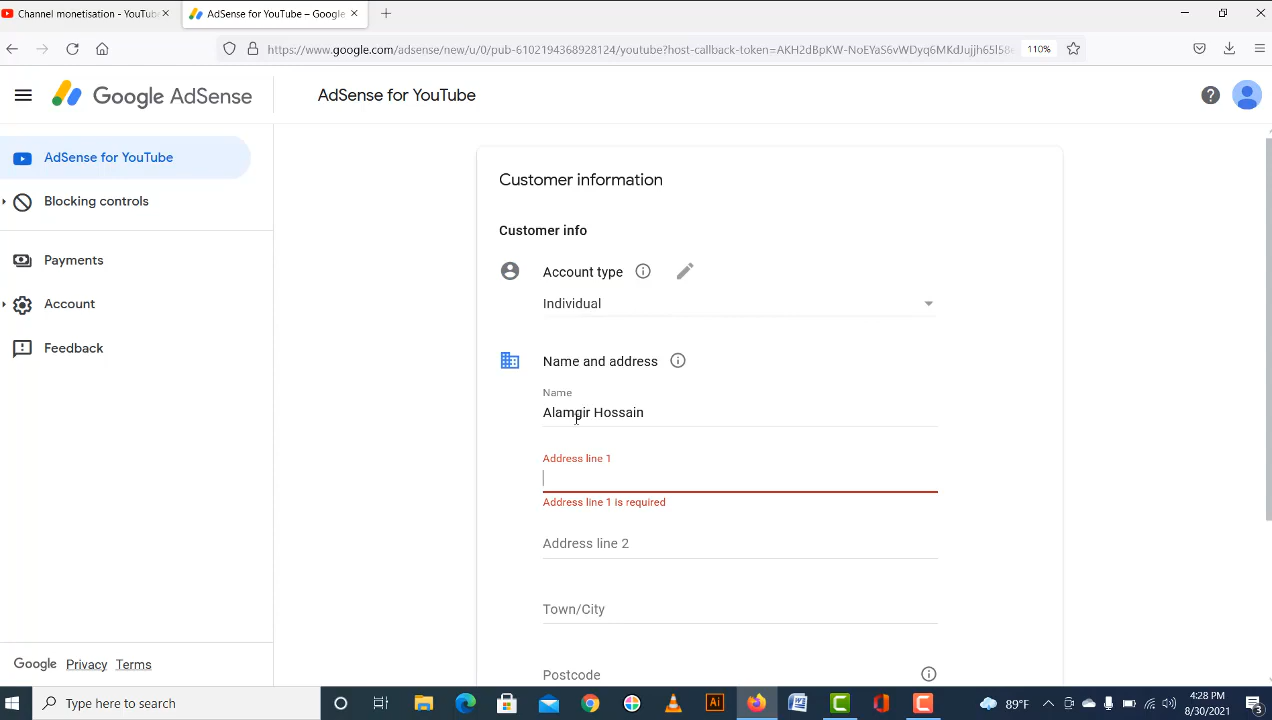 Channel monetisation - YouTube
AdSense for YouTube – Google
https://www.google.com/adsense/new/u/0/pub-6102194368928124/youtube?host-callback-token=
110%
Google AdSense
AdSense for YouTube
AdSense for YouTube
Blocking controls
Payments
Account
Feedback
Google Privacy Terms
Customer information
Customer info
Account type
Individual
Name and address
Name
Alamgir Hossain
Address line 1
Address line 1 is required
Address line 2
Town/City
Postcode
Type here to search
Ai
89°F
4:28 PM
8/30/2021
3